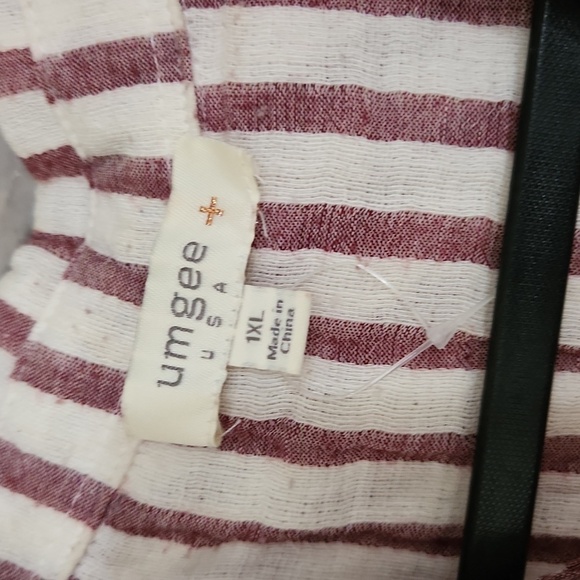 umgee +
USA
1XL
Made in
China